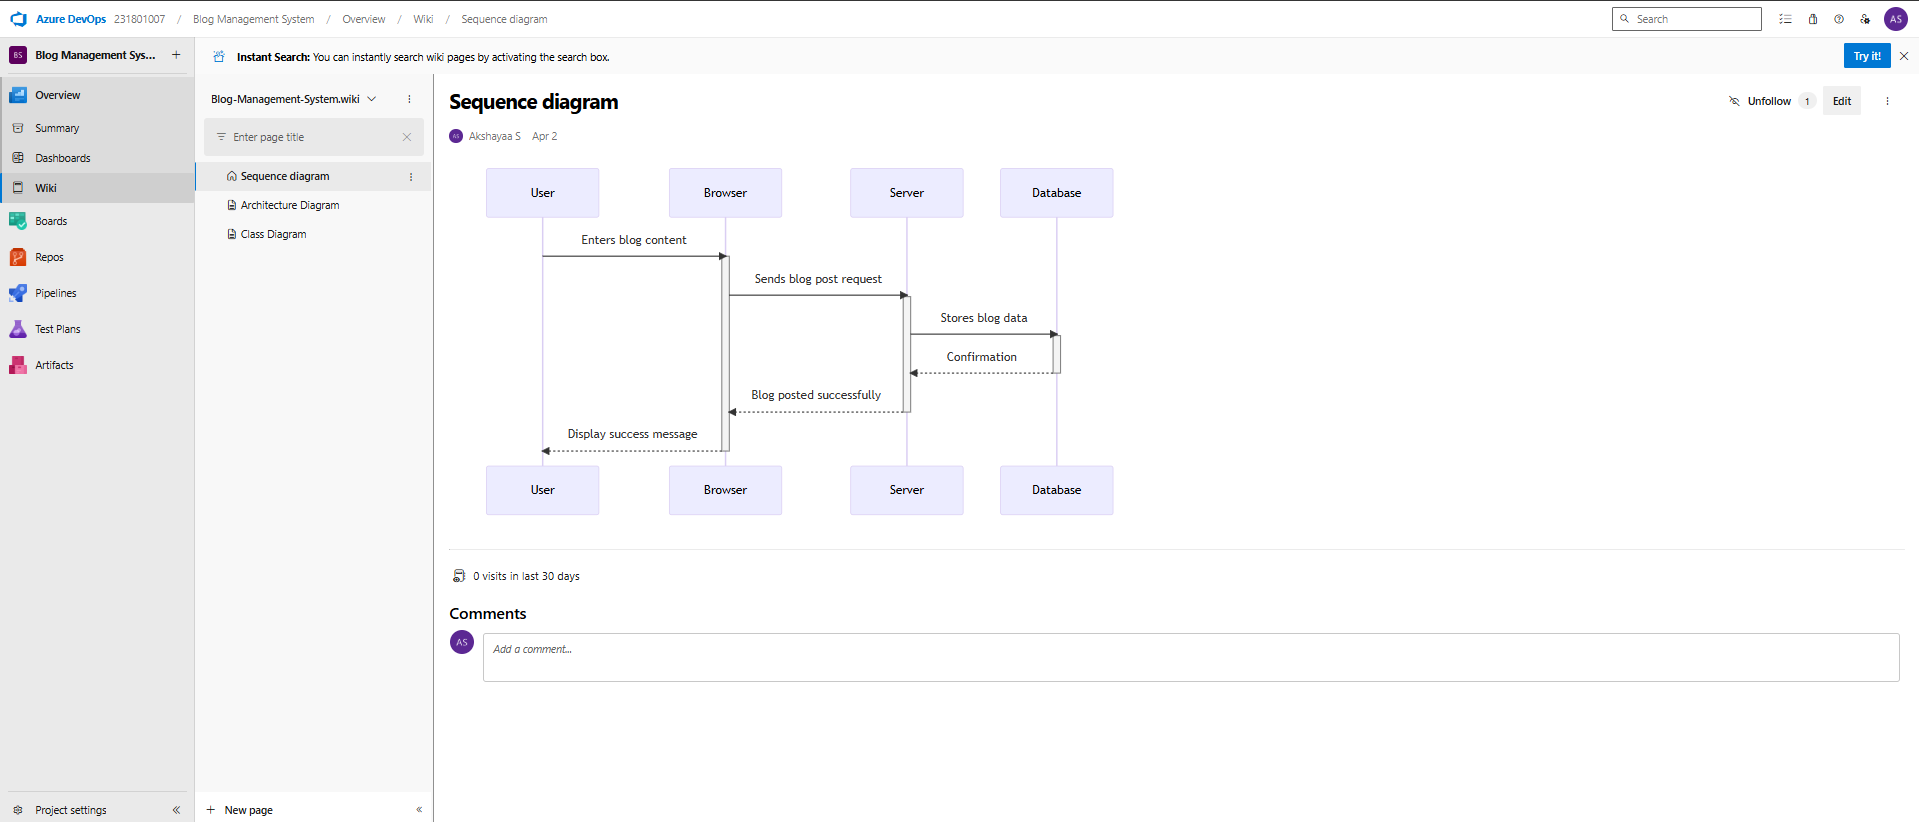 Azure DevOps 231801007 / Blog Management System / Overview / Wiki / Sequence diagram
Search
AS
BS Blog Management Sys... +
Instant Search: You can instantly search wiki pages by activating the search box.
Try it!
Overview
Summary
Dashboards
Wiki
Boards
Repos
Pipelines
Test Plans
Artifacts
Project settings
Blog-Management-System.wiki
Enter page title
Sequence diagram
Architecture Diagram
Class Diagram
+ New page
Sequence diagram
Unfollow 1 Edit
AS Akshayaa S Apr 2
User Browser Server Database
Enters blog content
Sends blog post request
Stores blog data
Confirmation
Blog posted successfully
Display success message
User Browser Server Database
0 visits in last 30 days
Comments
AS
Add a comment...